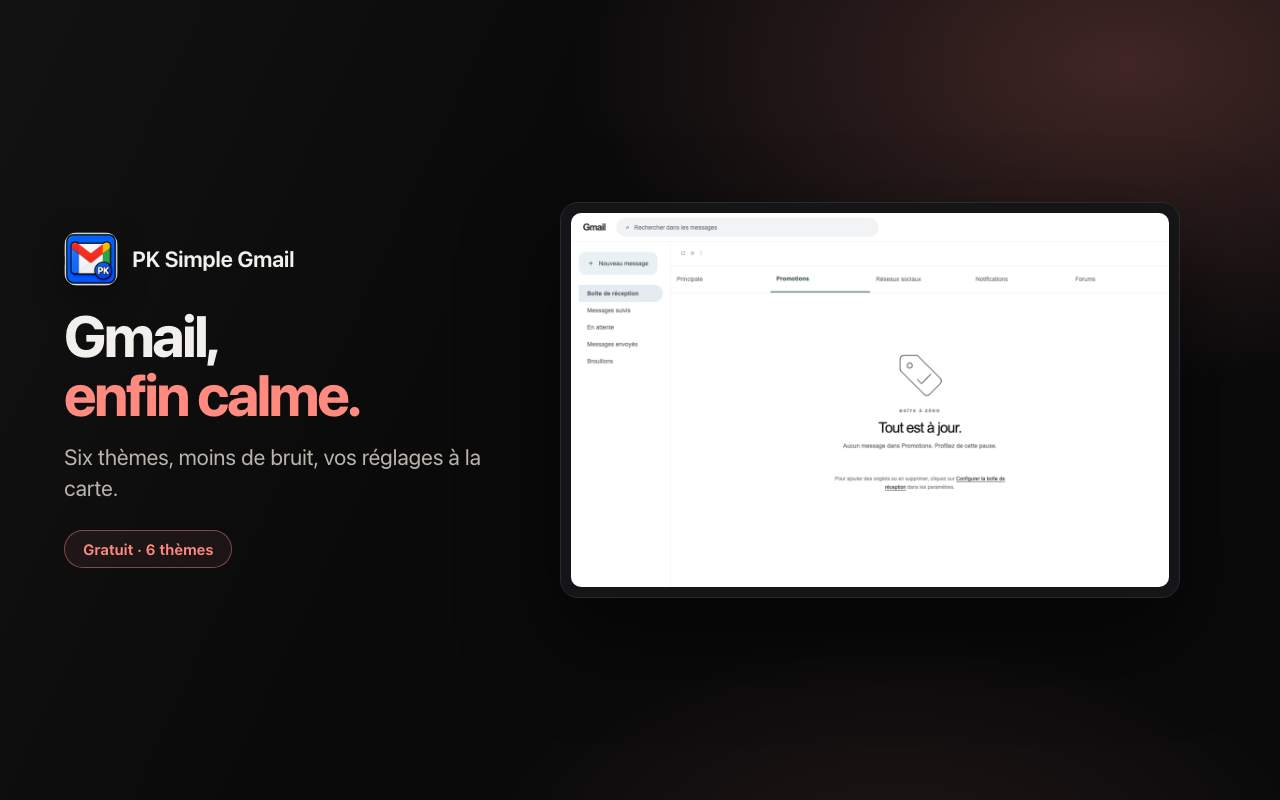 PK
PK Simple Gmail
Gmail,
enfin calme.
Six thèmes, moins de bruit, vos réglages à la
carte.
Gratuit · 6 thèmes
Gmail
Rechercher dans les messages
+ Nouveau message
Boîte de réception
Messages suivis
En attente
Messages envoyés
Brouillons
Principale
Promotions
Réseaux sociaux
Notifications
Forums
BOÎTE À ZÉRO
Tout est à jour.
Aucun message dans Promotions. Profitez de cette pause.
Pour ajouter des onglets ou en supprimer, cliquez sur Configurer la boîte de
réception dans les paramètres.